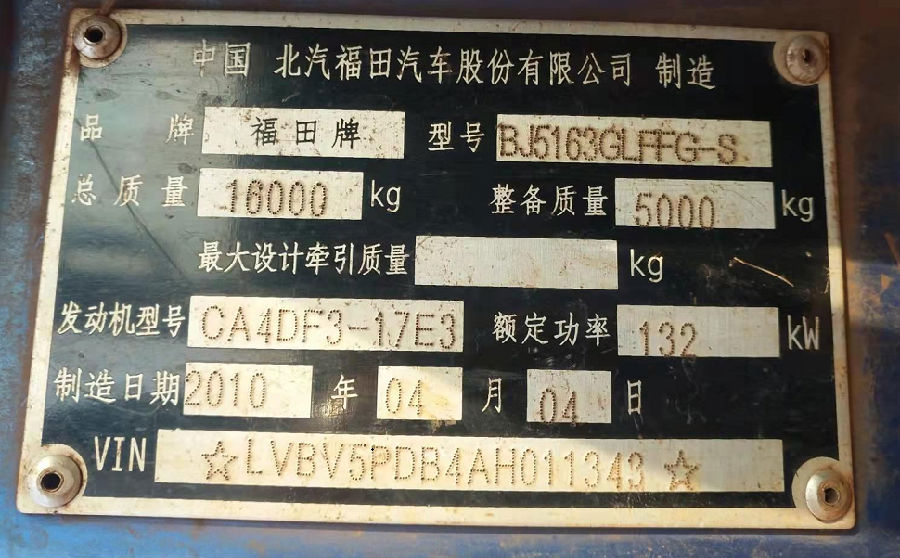 中国 北汽福田汽车股份有限公司 制造
品牌 福田牌 型号 BJ5163GLFFG-S
总质量 16000 kg 整备质量 5000 kg
最大设计牵引质量 kg
发动机型号 CA4DF3-17E3 额定功率 132 kW
制造日期 2010 年 04 月 04 日
VIN ☆LVBV5PDB4AH011343☆